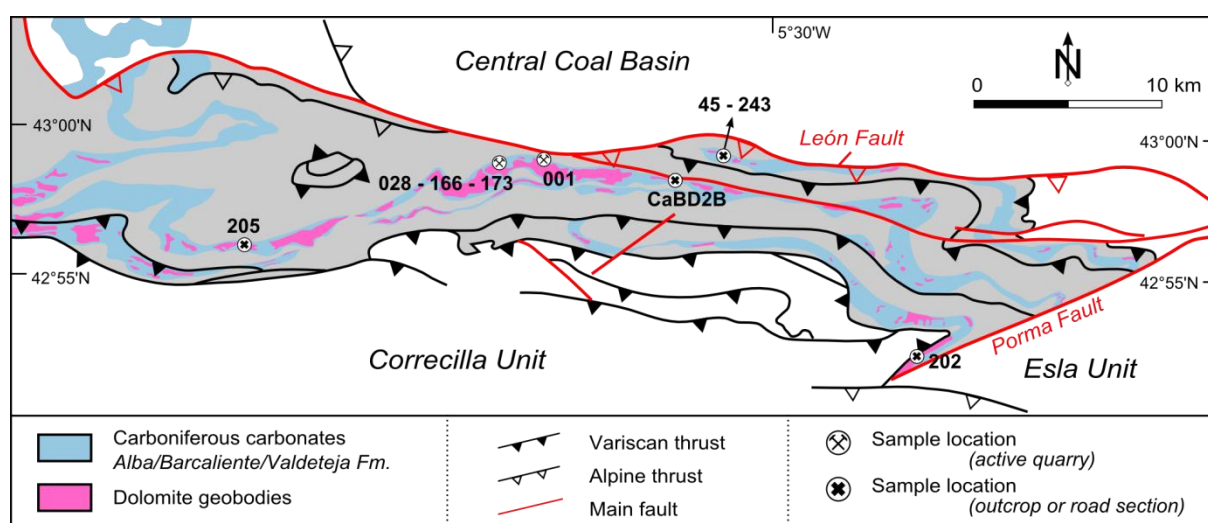 5°30'W
Central Coal Basin
N
0 10 km
45 - 243
43°00'N
León Fault
43°00'N
028 - 166 - 173
001
CaBD2B
205
42°55'N
42°55'N
Porma Fault
Correcilla Unit
202
Esla Unit
Carboniferous carbonates
Alba/Barcaliente/Valdeteja Fm.
Dolomite geobodies
Variscan thrust
Alpine thrust
Main fault
Sample location
(active quarry)
Sample location
(outcrop or road section)